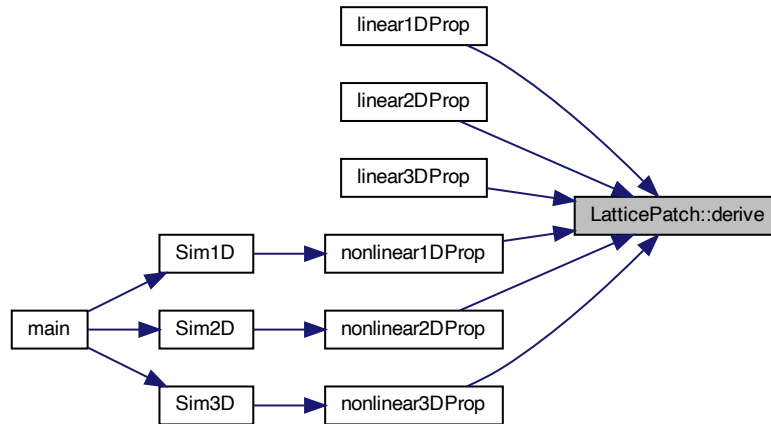 linear1DProp
linear2DProp
linear3DProp
LatticePatch::derive
Sim1D
nonlinear1DProp
main
Sim2D
nonlinear2DProp
Sim3D
nonlinear3DProp